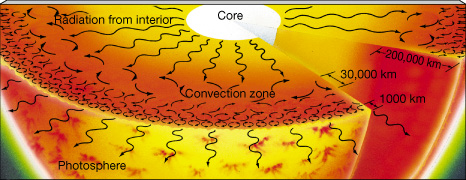 Core
Radiation from interior
200,000 km
30,000 km
Convection zone
1000 km
Photosphere